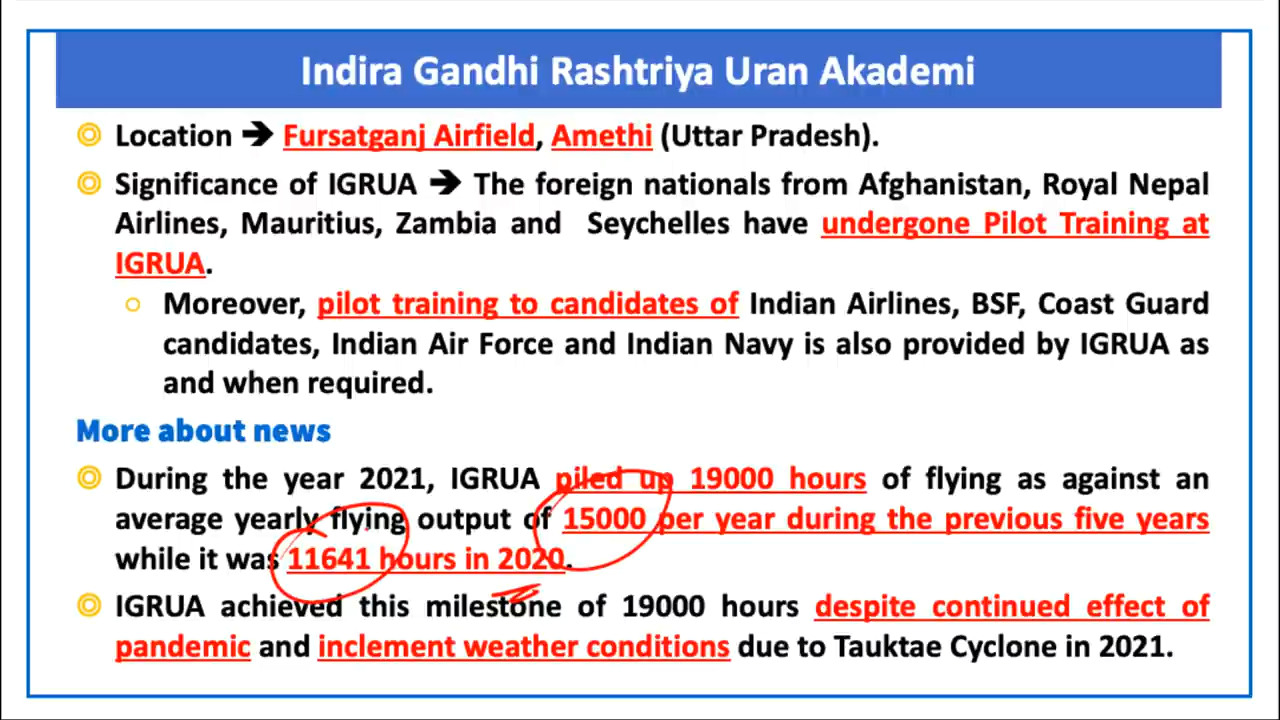 Indira Gandhi Rashtriya Uran Akademi
Location ➔ Fursatganj Airfield, Amethi (Uttar Pradesh).
Significance of IGRUA ➔ The foreign nationals from Afghanistan, Royal Nepal
Airlines, Mauritius, Zambia and Seychelles have undergone Pilot Training at
IGRUA.
Moreover, pilot training to candidates of Indian Airlines, BSF, Coast Guard
candidates, Indian Air Force and Indian Navy is also provided by IGRUA as
and when required.
More about news
During the year 2021, IGRUA piled up 19000 hours of flying as against an
average yearly flying output of 15000 per year during the previous five years
while it was 11641 hours in 2020.
IGRUA achieved this milestone of 19000 hours despite continued effect of
pandemic and inclement weather conditions due to Tauktae Cyclone in 2021.